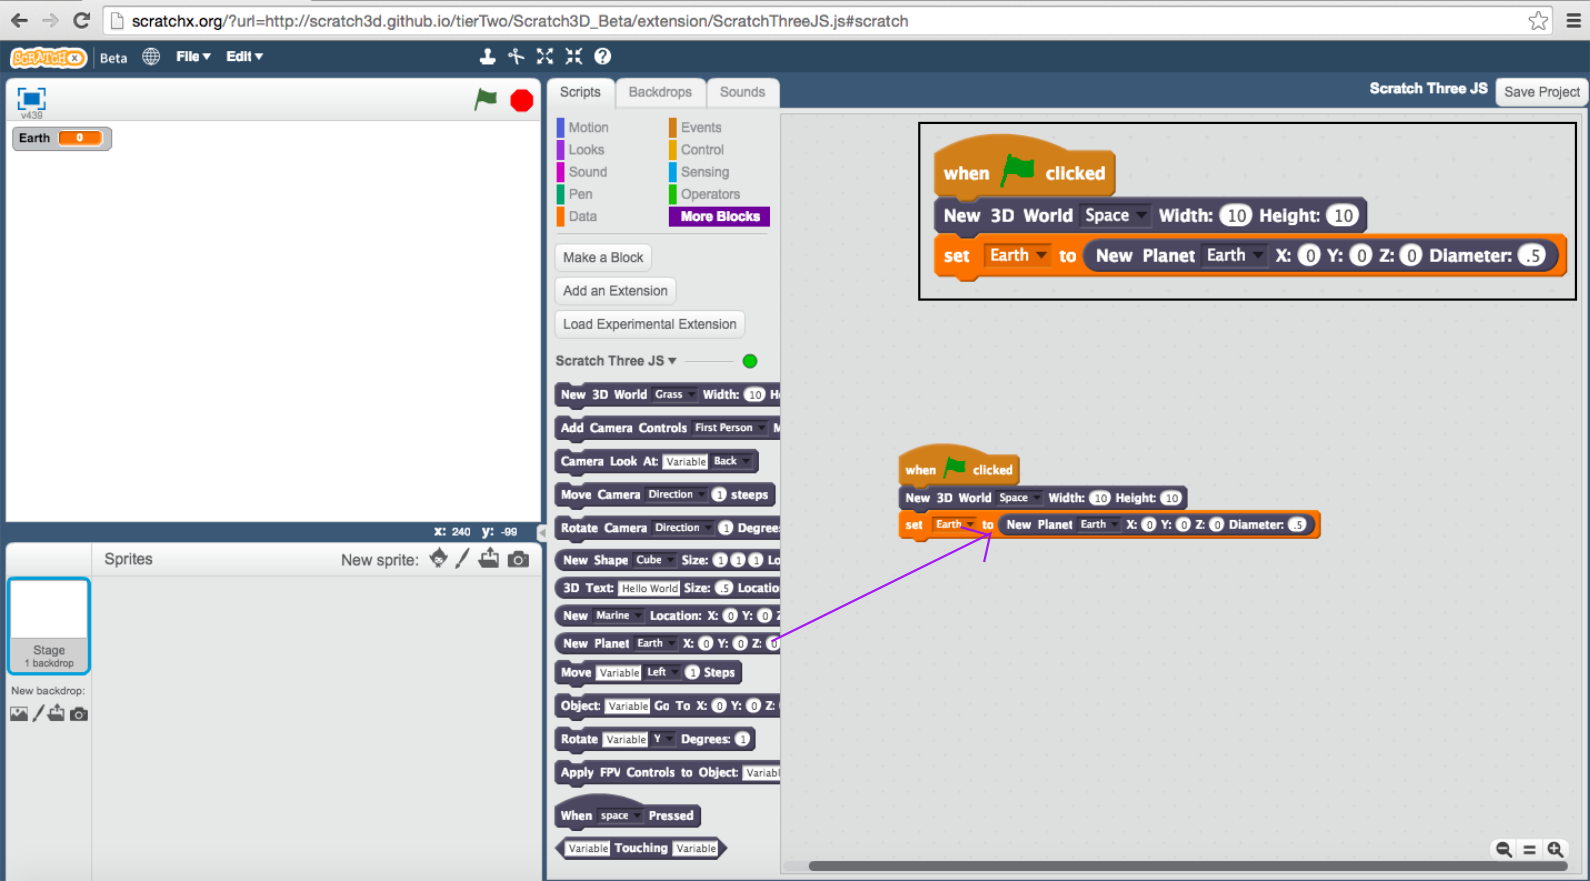 scratchx.org/?url=http://scratch3d.github.io/tierTwo/Scratch3D_Beta/extension/ScratchThreeJS.js#scratch
SCRATCHX Beta File Edit
Scratch Three JS Save Project
v439
Earth 0
Scripts Backdrops Sounds
Motion Events
Looks Control
Sound Sensing
Pen Operators
Data More Blocks
Make a Block
Add an Extension
Load Experimental Extension
Scratch Three JS
New 3D World Grass Width: 10 H
Add Camera Controls First Person M
Camera Look At: Variable Back
Move Camera Direction 1 steeps
Rotate Camera Direction 1 Degree
New Shape Cube Size: 1 1 1 Lo
3D Text: Hello World Size: .5 Locatio
New Marine Location: X: 0 Y: 0 Z
New Planet Earth X: 0 Y: 0 Z: 0
Move Variable Left 1 Steps
Object: Variable Go To X: 0 Y: 0 Z:
Rotate Variable Y Degrees: 1
Apply FPV Controls to Object: Variabl
When space Pressed
Variable Touching Variable
when clicked
New 3D World Space Width: 10 Height: 10
set Earth to New Planet Earth X: 0 Y: 0 Z: 0 Diameter: .5
when clicked
New 3D World Space Width: 10 Height: 10
set Earth to New Planet Earth X: 0 Y: 0 Z: 0 Diameter: .5
x: 240 y: -99
Sprites New sprite:
Stage
1 backdrop
New backdrop: